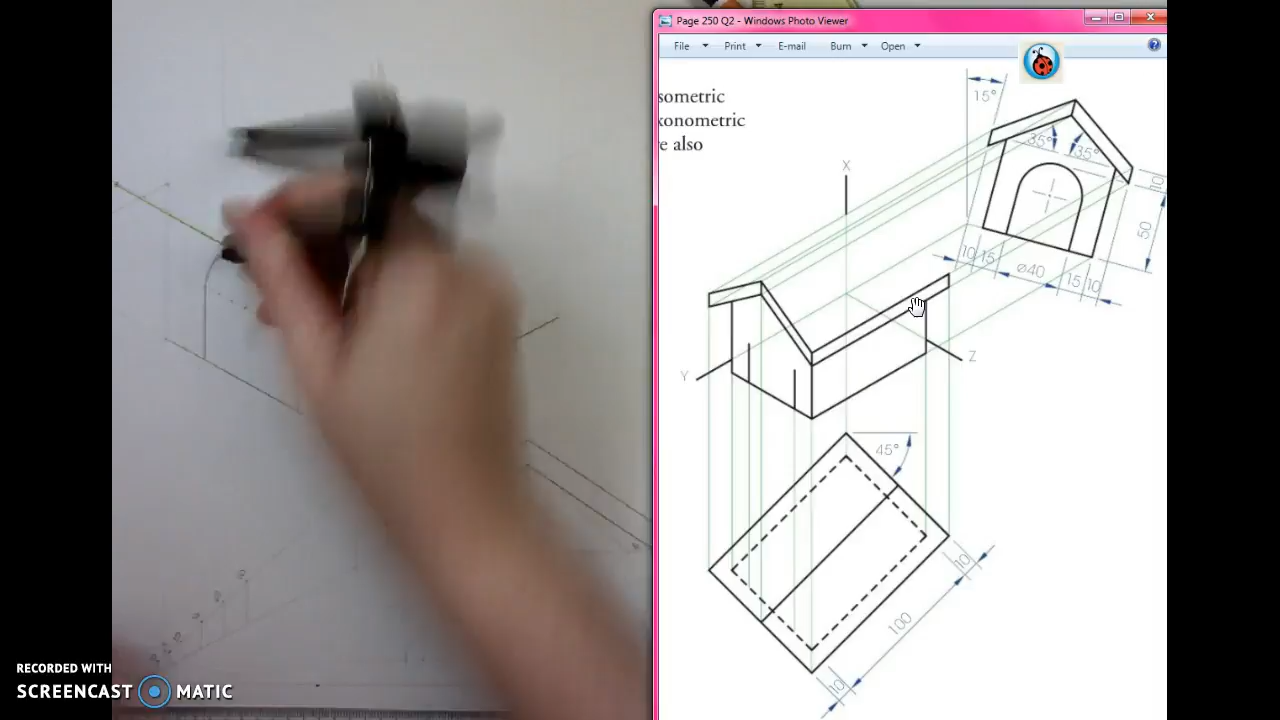 Page 250 Q2 - Windows Photo Viewer
File Print E-mail Burn Open
sometric
konometric
e also
15°
35° 35°
10
50
10 15 ø40 15 10
X
Y
Z
45°
10
100
10
RECORDED WITH
SCREENCAST MATIC